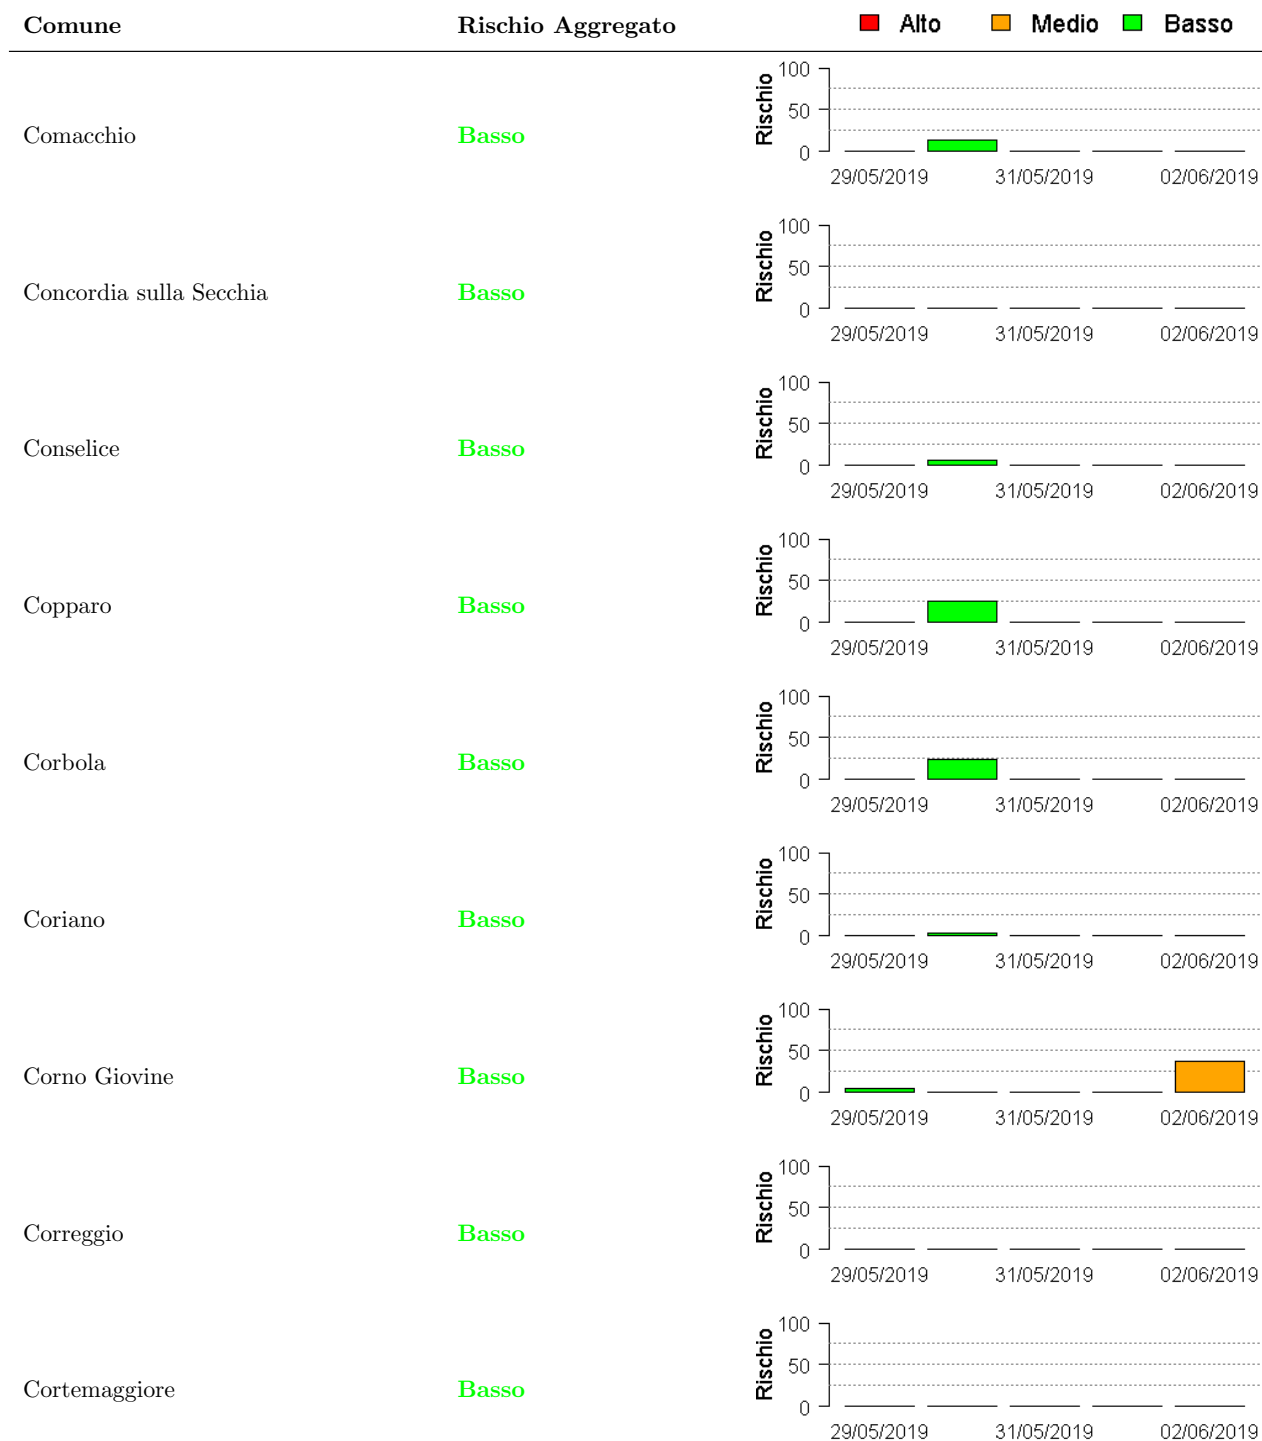 Comune Rischio Aggregato Alto Medio Basso
Comacchio Basso Rischio 100 50 0
29/05/2019 31/05/2019 02/06/2019
Concordia sulla Secchia Basso Rischio 100 50 0
29/05/2019 31/05/2019 02/06/2019
Conselice Basso Rischio 100 50 0
29/05/2019 31/05/2019 02/06/2019
Copparo Basso Rischio 100 50 0
29/05/2019 31/05/2019 02/06/2019
Corbola Basso Rischio 100 50 0
29/05/2019 31/05/2019 02/06/2019
Coriano Basso Rischio 100 50 0
29/05/2019 31/05/2019 02/06/2019
Corno Giovine Basso Rischio 100 50 0
29/05/2019 31/05/2019 02/06/2019
Correggio Basso Rischio 100 50 0
29/05/2019 31/05/2019 02/06/2019
Cortemaggiore Basso Rischio 100 50 0
29/05/2019 31/05/2019 02/06/2019